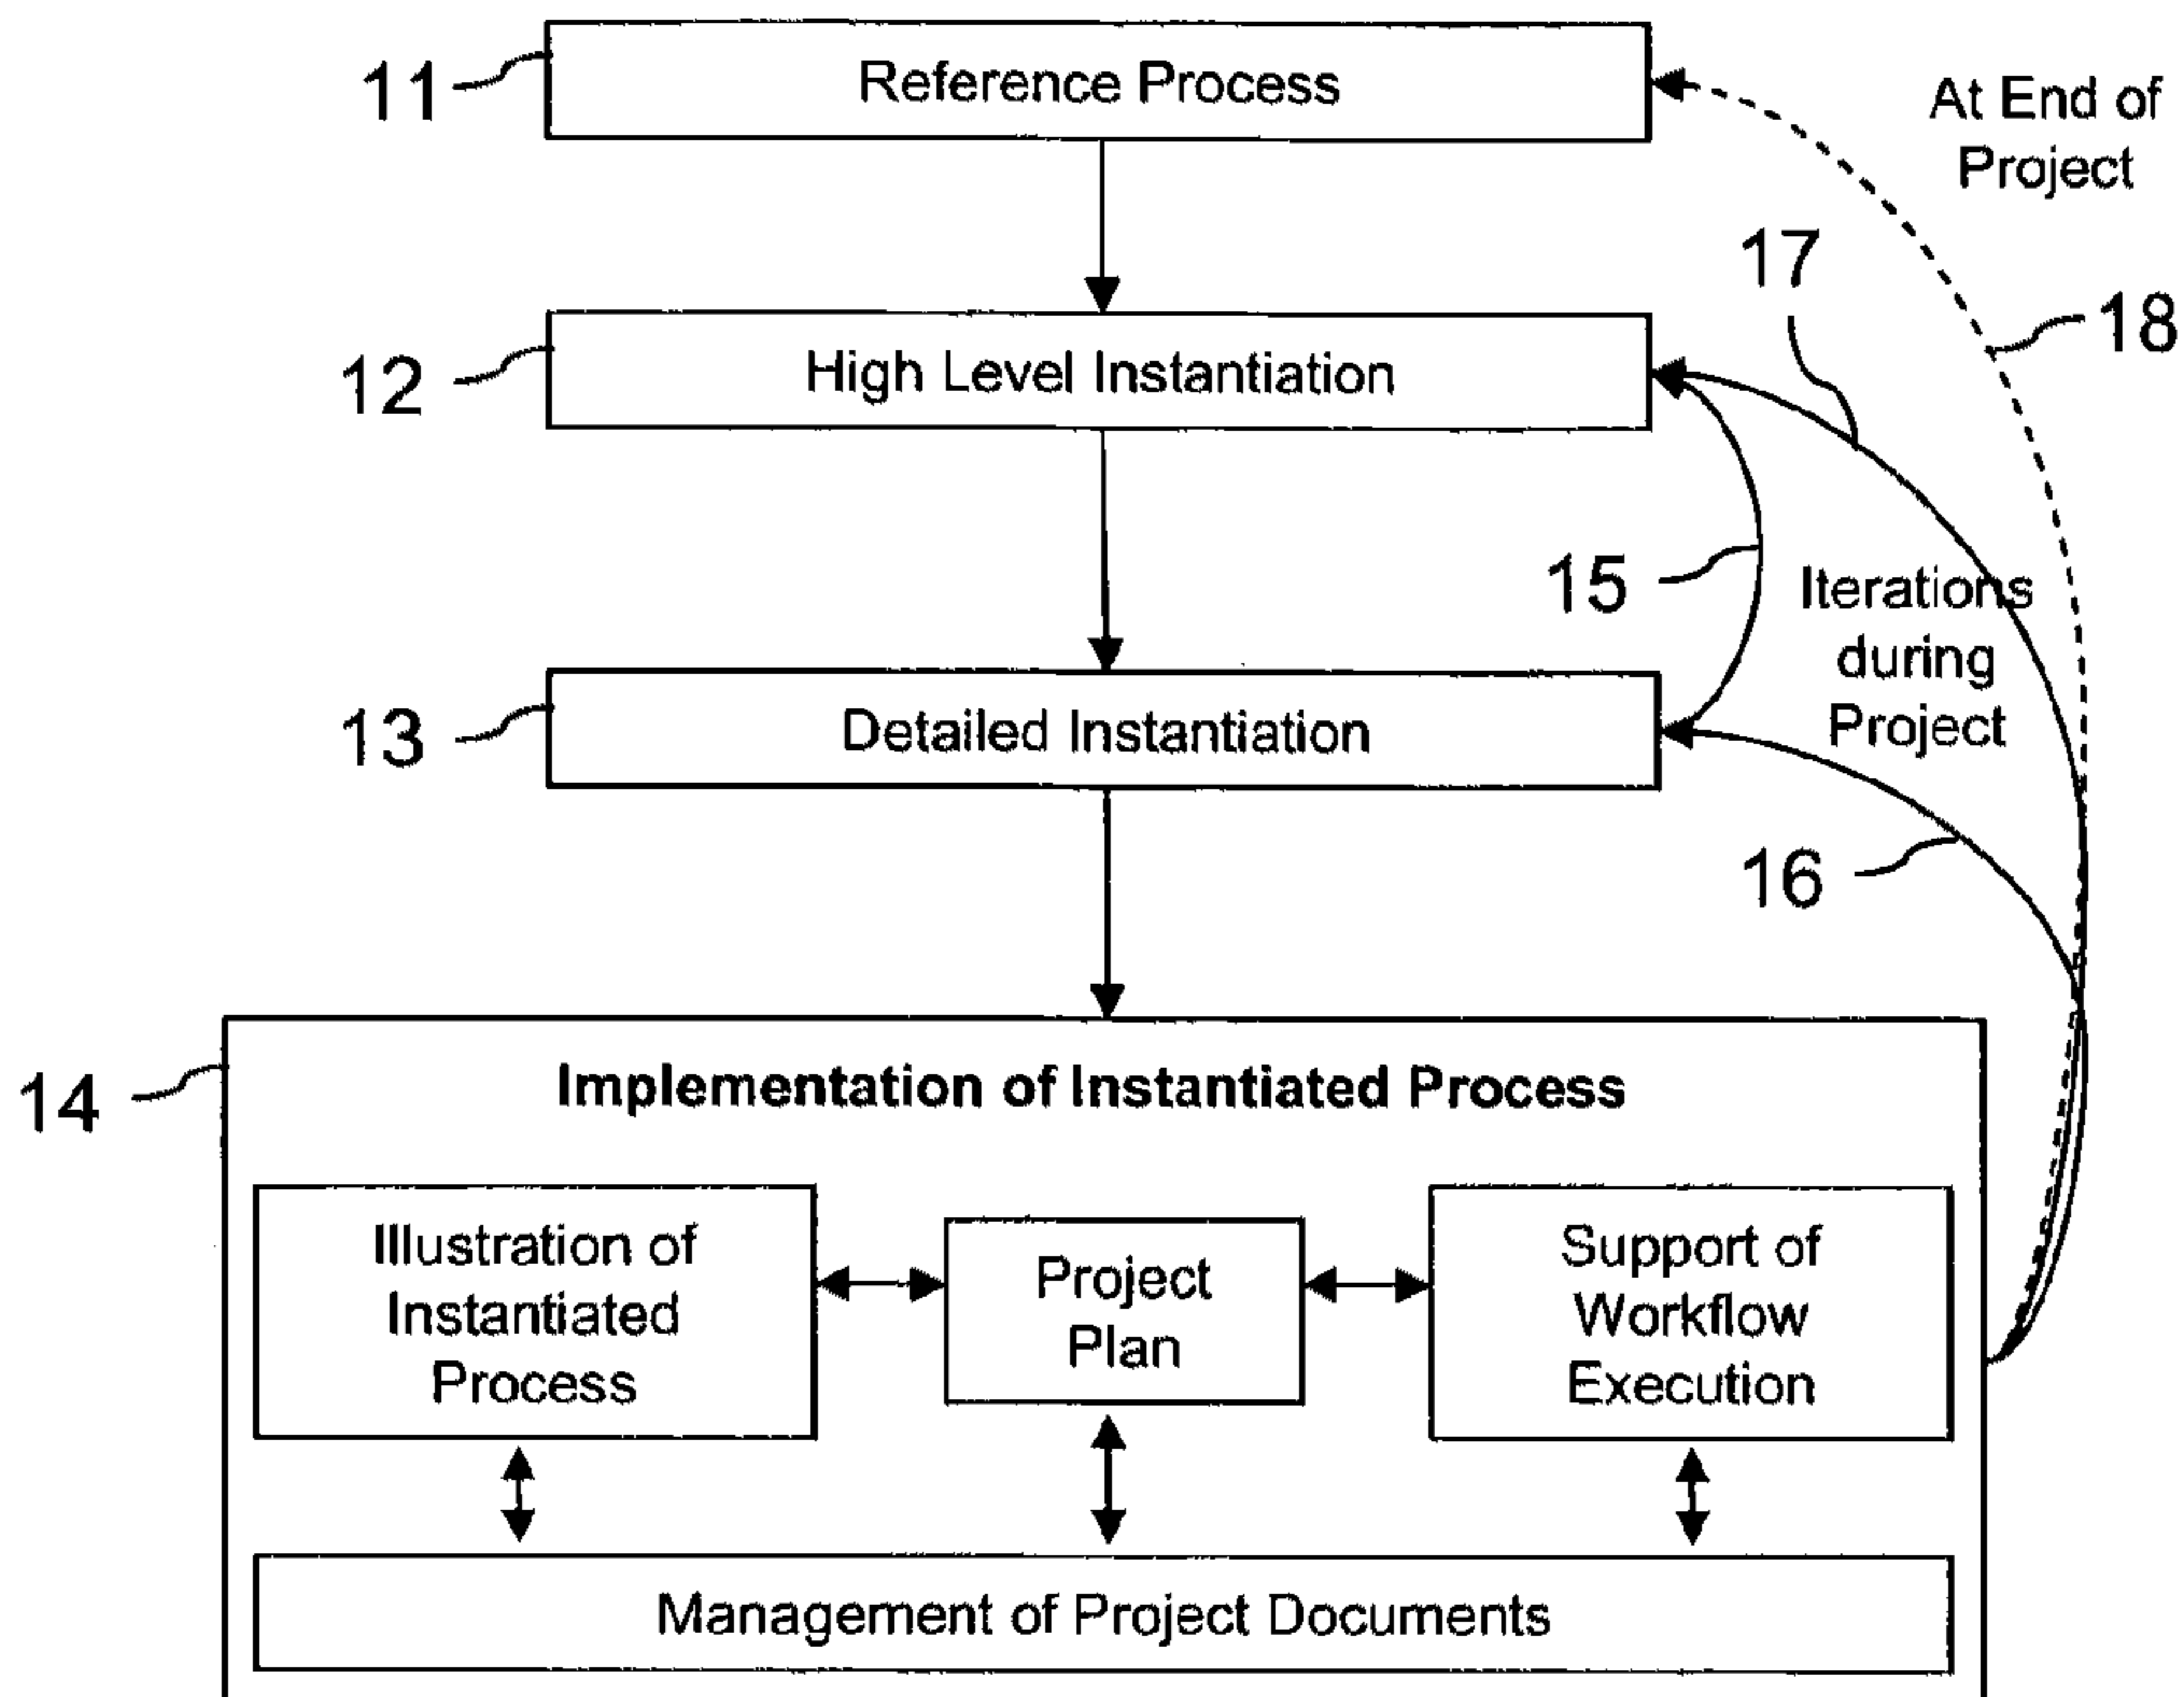 11
Reference Process
At End of
Project
17
18
12
High Level Instantiation
15
Iterations
during
Project
13
Detailed Instantiation
16
14
Implementation of Instantiated Process
Illustration of
Instantiated
Process
Project
Plan
Support of
Workflow
Execution
Management of Project Documents